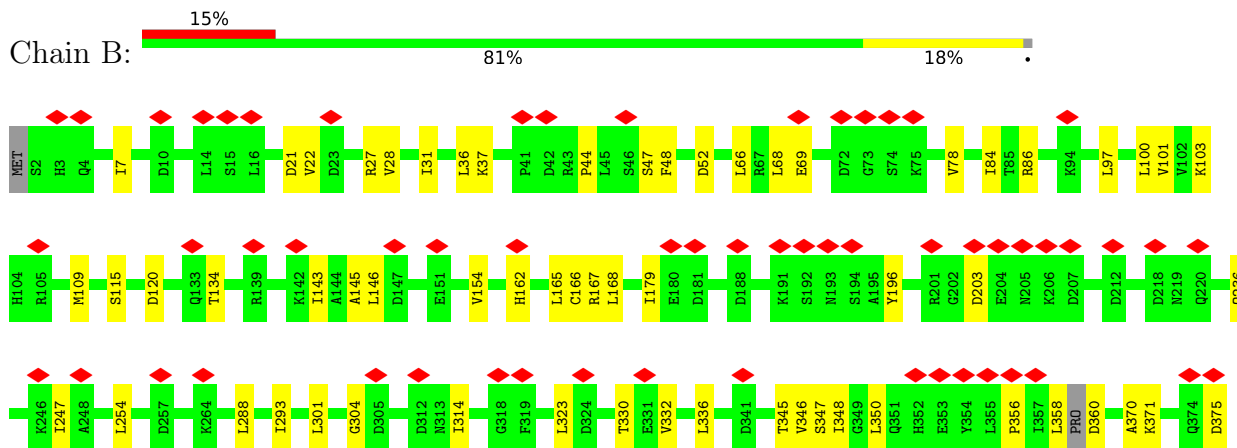 15%
Chain B:
81% 18% •
MET S2 H3 Q4 I7 D10 L14 S15 L16 D21 V22 D23 R27 V28 I31 L36 K37 P41 D42 R43 P44 L45 S46 S47 F48 D52 L66 R67 L68 E69 D72 G73 S74 K75 V78 I84 T85 R86 K94 L97 L100 V101 V102 K103
H104 R105 M109 S115 D120 Q133 T134 R139 K142 I143 A144 A145 L146 D147 E151 V154 H162 L165 C166 R167 L168 I179 E180 D181 D188 K191 S192 N193 S194 A195 Y196 R201 G202 D203 E204 N205 K206 D207 D212 D218 N219 Q220
K246 I247 A248 L254 D257 K264 L288 I293 L301 G304 D305 D312 N313 I314 G318 F319 L323 D324 T330 E331 V332 L336 D341 T345 V346 S347 I348 G349 L350 Q351 H352 E353 Y354 L355 P356 I357 L358 PRO D360 A370 K371 Q374 D375